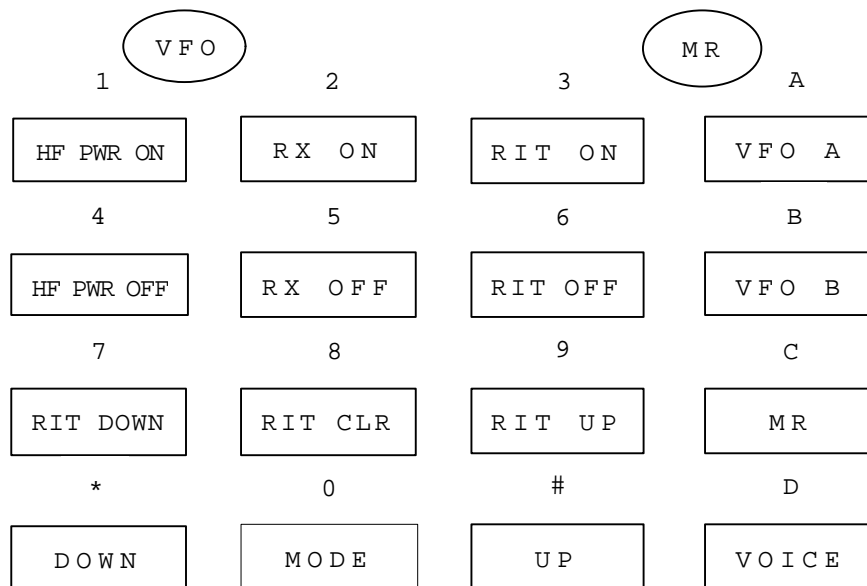 VFO MR
1 2 3 A
HF PWR ON RX ON RIT ON VFO A
4 5 6 B
HF PWR OFF RX OFF RIT OFF VFO B
7 8 9 C
RIT DOWN RIT CLR RIT UP MR
* 0 # D
DOWN MODE UP VOICE